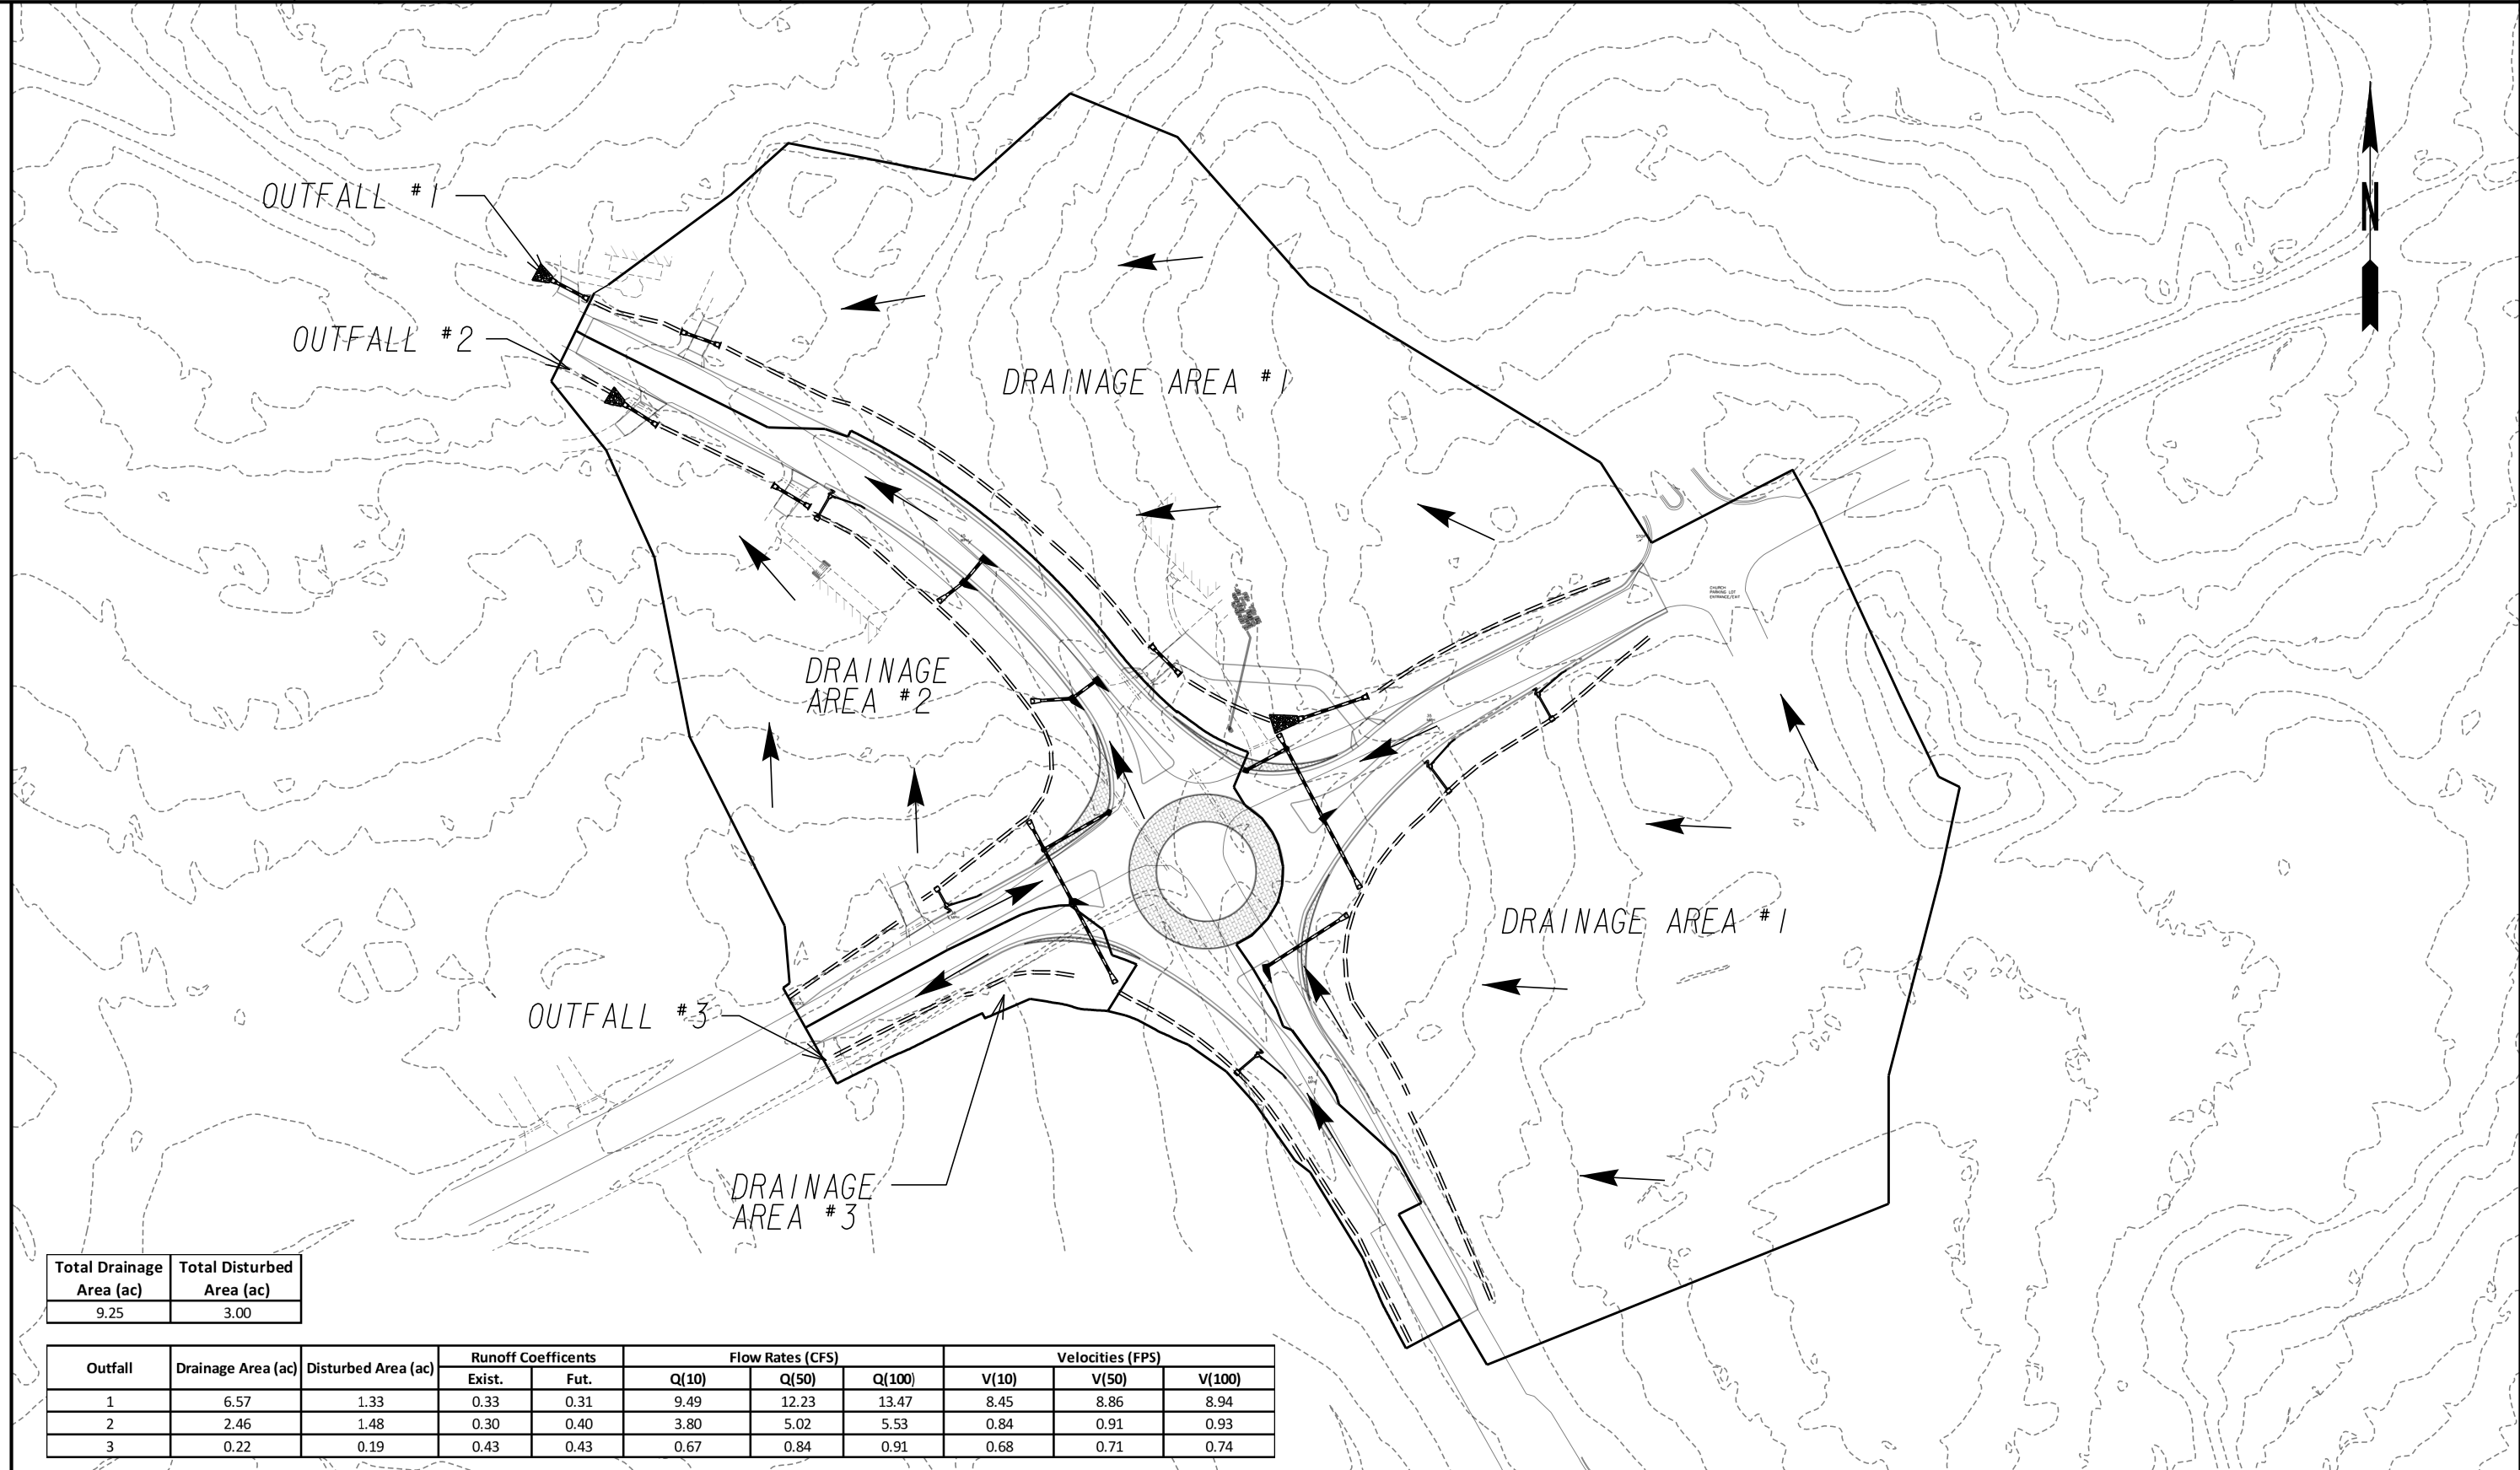 OUTFALL #1
N
OUTFALL #2
DRAINAGE AREA #1
CHURCH
PARKING LOT
ENTRANCE/EXIT
DRAINAGE
AREA #2
DRAINAGE AREA #1
OUTFALL #3
DRAINAGE
AREA #3
Total Drainage Area (ac) Total Disturbed Area (ac)
9.25 3.00
Outfall Drainage Area (ac) Disturbed Area (ac) Runoff Coefficents Flow Rates (CFS) Velocities (FPS)
Exist. Fut. Q(10) Q(50) Q(100) V(10) V(50) V(100)
1 6.57 1.33 0.33 0.31 9.49 12.23 13.47 8.45 8.86 8.94
2 2.46 1.48 0.30 0.40 3.80 5.02 5.53 0.84 0.91 0.93
3 0.22 0.19 0.43 0.43 0.67 0.84 0.91 0.68 0.71 0.74